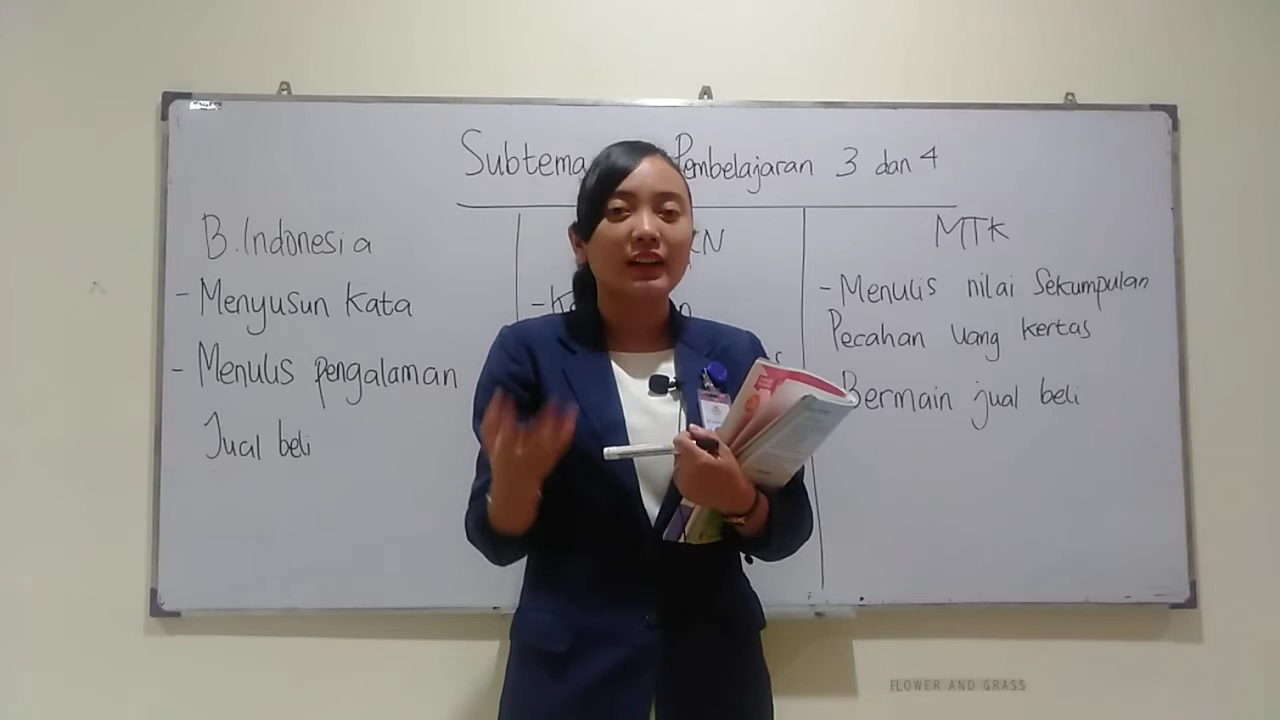 Subtema Pembelajaran 3 dan 4
B.Indonesia
- Menyusun Kata
- Menulis pengalaman
Jual beli
MTK
- Menulis nilai Sekumpulan
Pecahan Uang kertas
Bermain jual beli
FLOWER AND GRASS